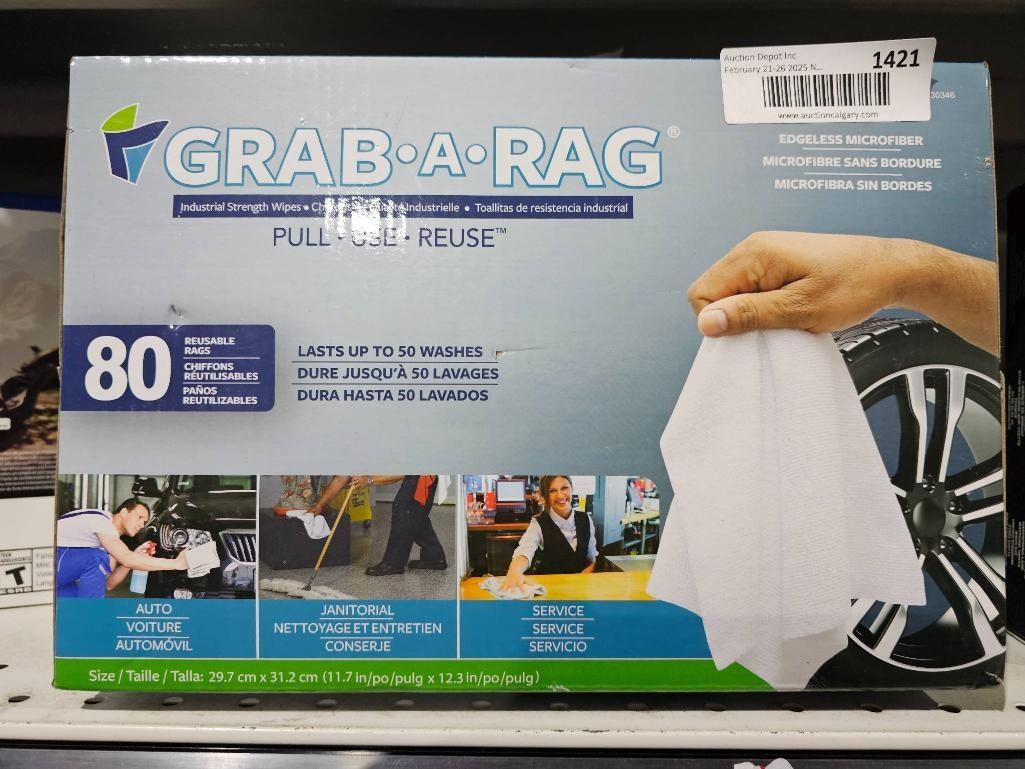 Auction Depot Inc
1421
February 21-26 2025 N...
www.auctioncalgary.com
30346
GRAB•A•RAG®
Industrial Strength Wipes • Industrielle • Toallitas de resistencia industrial
PULL • USE • REUSE™
EDGELESS MICROFIBER
MICROFIBRE SANS BORDURE
MICROFIBRA SIN BORDES
80
REUSABLE
RAGS
CHIFFONS
RÉUTILISABLES
PAÑOS
REUTILIZABLES
LASTS UP TO 50 WASHES
DURE JUSQU'À 50 LAVAGES
DURA HASTA 50 LAVADOS
AUTO
VOITURE
AUTOMÓVIL
JANITORIAL
NETTOYAGE ET ENTRETIEN
CONSERJE
SERVICE
SERVICE
SERVICIO
Size / Taille / Talla: 29.7 cm x 31.2 cm (11.7 in/po/pulg x 12.3 in/po/pulg)
T